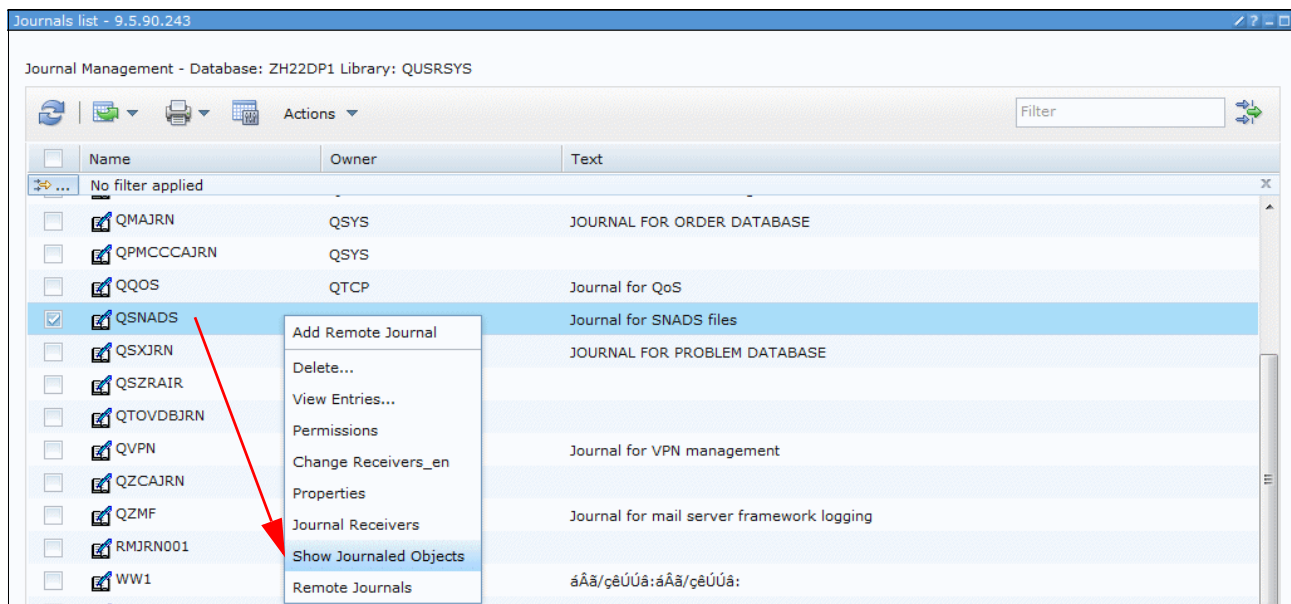 Journals list - 9.5.90.243
Journal Management - Database: ZH22DP1 Library: QUSRSYS
Actions
Filter
Name Owner Text
... No filter applied
QMAJRN QSYS JOURNAL FOR ORDER DATABASE
QPMCCCAJRN QSYS
QQOS QTCP Journal for QoS
QSNADS Journal for SNADS files
QSXJRN JOURNAL FOR PROBLEM DATABASE
QSZRAIR
QTOVDBJRN
QVPN Journal for VPN management
QZCAJRN
QZMF Journal for mail server framework logging
RMJRN001
WW1 áÂã/çêÚÚâ:áÂã/çêÚÚâ:
Add Remote Journal
Delete...
View Entries...
Permissions
Change Receivers_en
Properties
Journal Receivers
Show Journaled Objects
Remote Journals